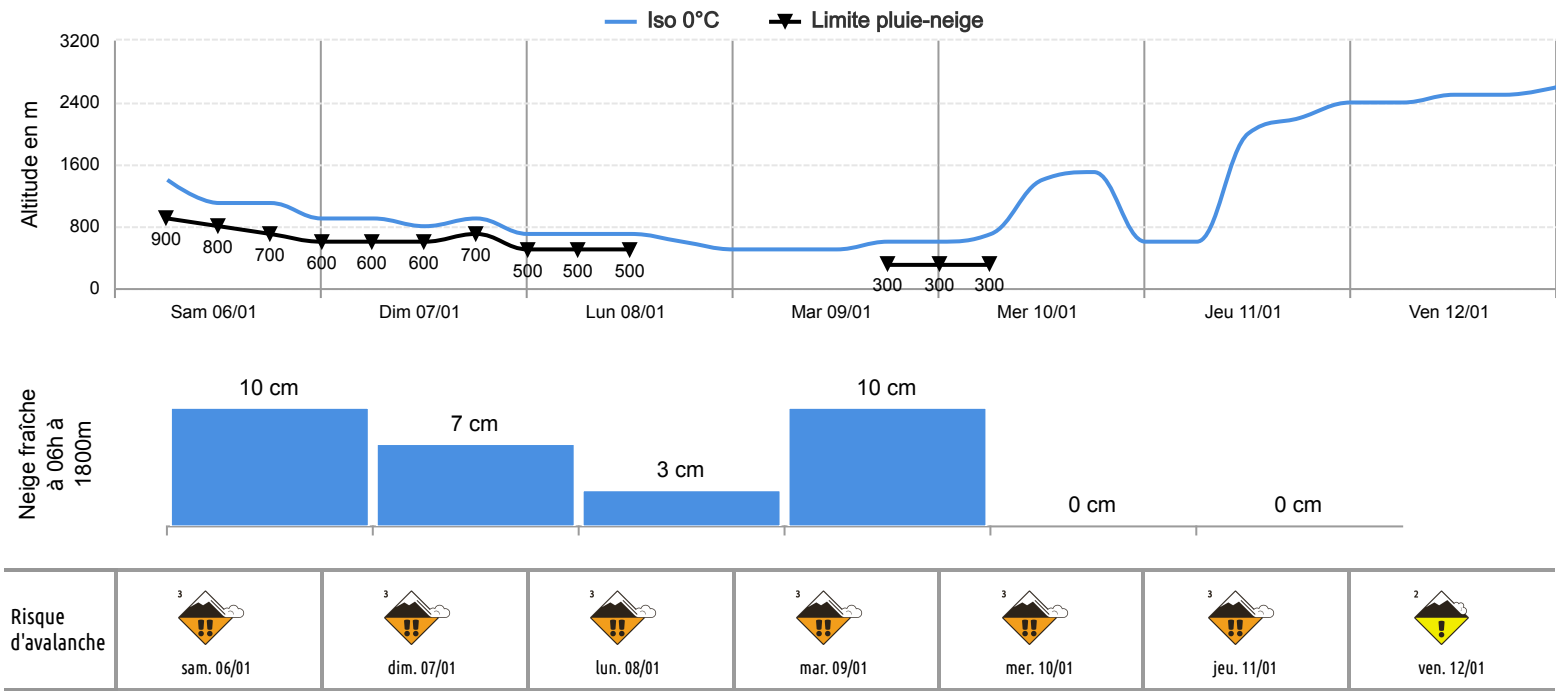 Iso 0°C Limite pluie-neige
Altitude en m
3200
2400
1600
800
0
900 800 700 600 600 600 700 500 500 500 300 300 300
Sam 06/01 Dim 07/01 Lun 08/01 Mar 09/01 Mer 10/01 Jeu 11/01 Ven 12/01
Neige fraîche
à 06h à
1800m
10 cm 7 cm 3 cm 10 cm 0 cm 0 cm
Risque
d'avalanche
3 3 3 3 3 3 2
!! !! !! !! !! !! !
sam. 06/01 dim. 07/01 lun. 08/01 mar. 09/01 mer. 10/01 jeu. 11/01 ven. 12/01